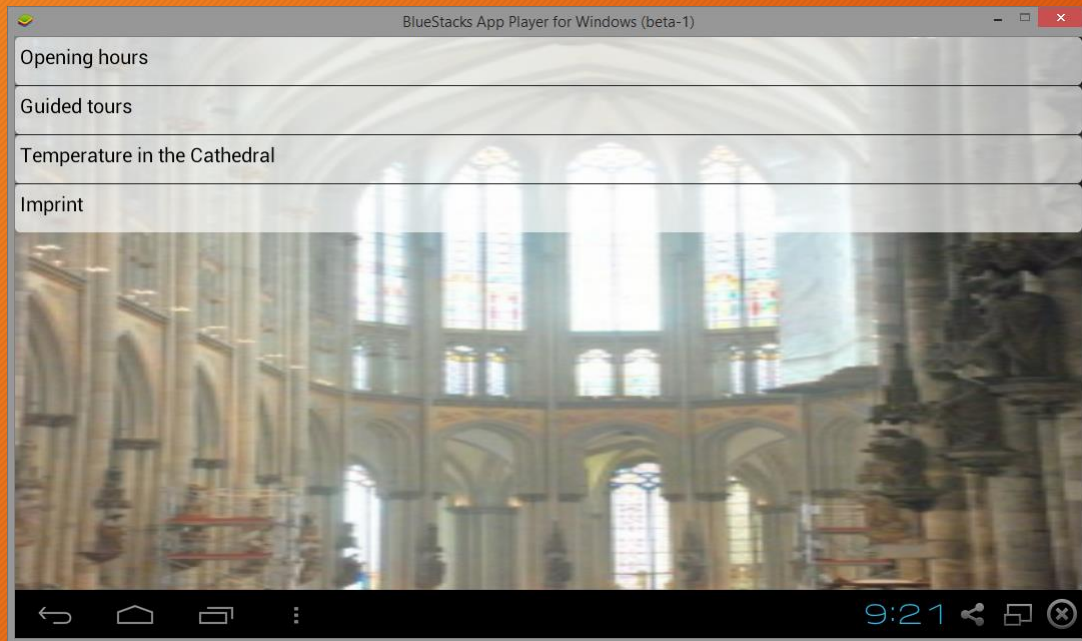 BlueStacks App Player for Windows (beta-1)
Opening hours
Guided tours
Temperature in the Cathedral
Imprint
9:21